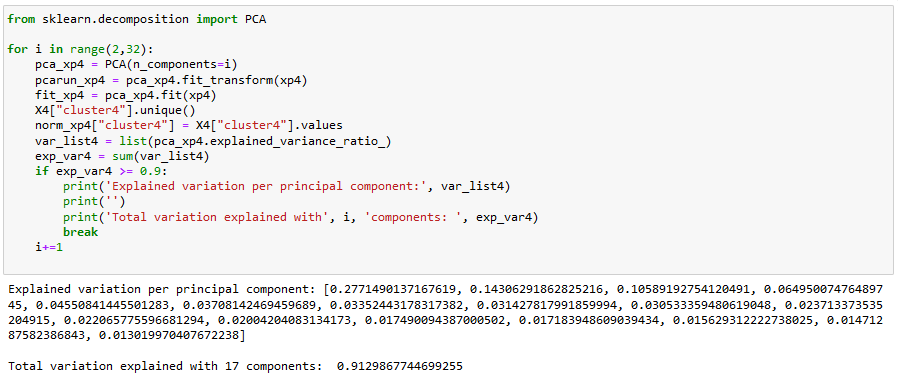 from sklearn.decomposition import PCA
for i in range(2,32):
    pca_xp4 = PCA(n_components=i)
    pcarun_xp4 = pca_xp4.fit_transform(xp4)
    fit_xp4 = pca_xp4.fit(xp4)
    X4["cluster4"].unique()
    norm_xp4["cluster4"] = X4["cluster4"].values
    var_list4 = list(pca_xp4.explained_variance_ratio_)
    exp_var4 = sum(var_list4)
    if exp_var4 >= 0.9:
        print('Explained variation per principal component:', var_list4)
        print('')
        print('Total variation explained with', i, 'components: ', exp_var4)
        break
    i+=1
Explained variation per principal component: [0.2771490137167619, 0.14306291862825216, 0.10589192754120491, 0.0649500747648897
45, 0.04550841445501283, 0.03708142469459689, 0.03352443178317382, 0.031427817991859994, 0.030533359480619048, 0.023713373535
204915, 0.022065775596681294, 0.02004204083134173, 0.017490094387000502, 0.017183948609039434, 0.015629312222738025, 0.014712
87582386843, 0.013019970407672238]
Total variation explained with 17 components:  0.9129867744699255